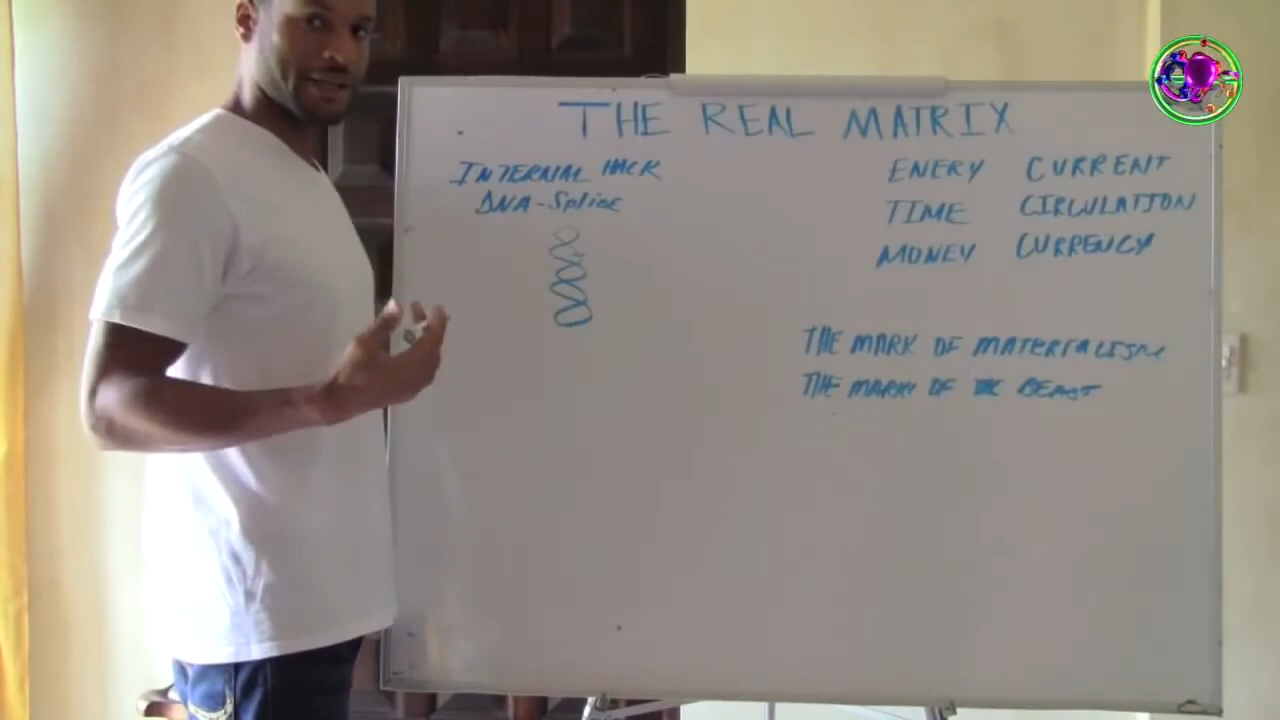 THE REAL MATRIX
INTERNAL HACK
DNA-Splice
ENERY CURRENT
TIME CIRCULATION
MONEY CURRENCY
THE MARK OF MATERIALISM
THE MARK OF THE BEAST